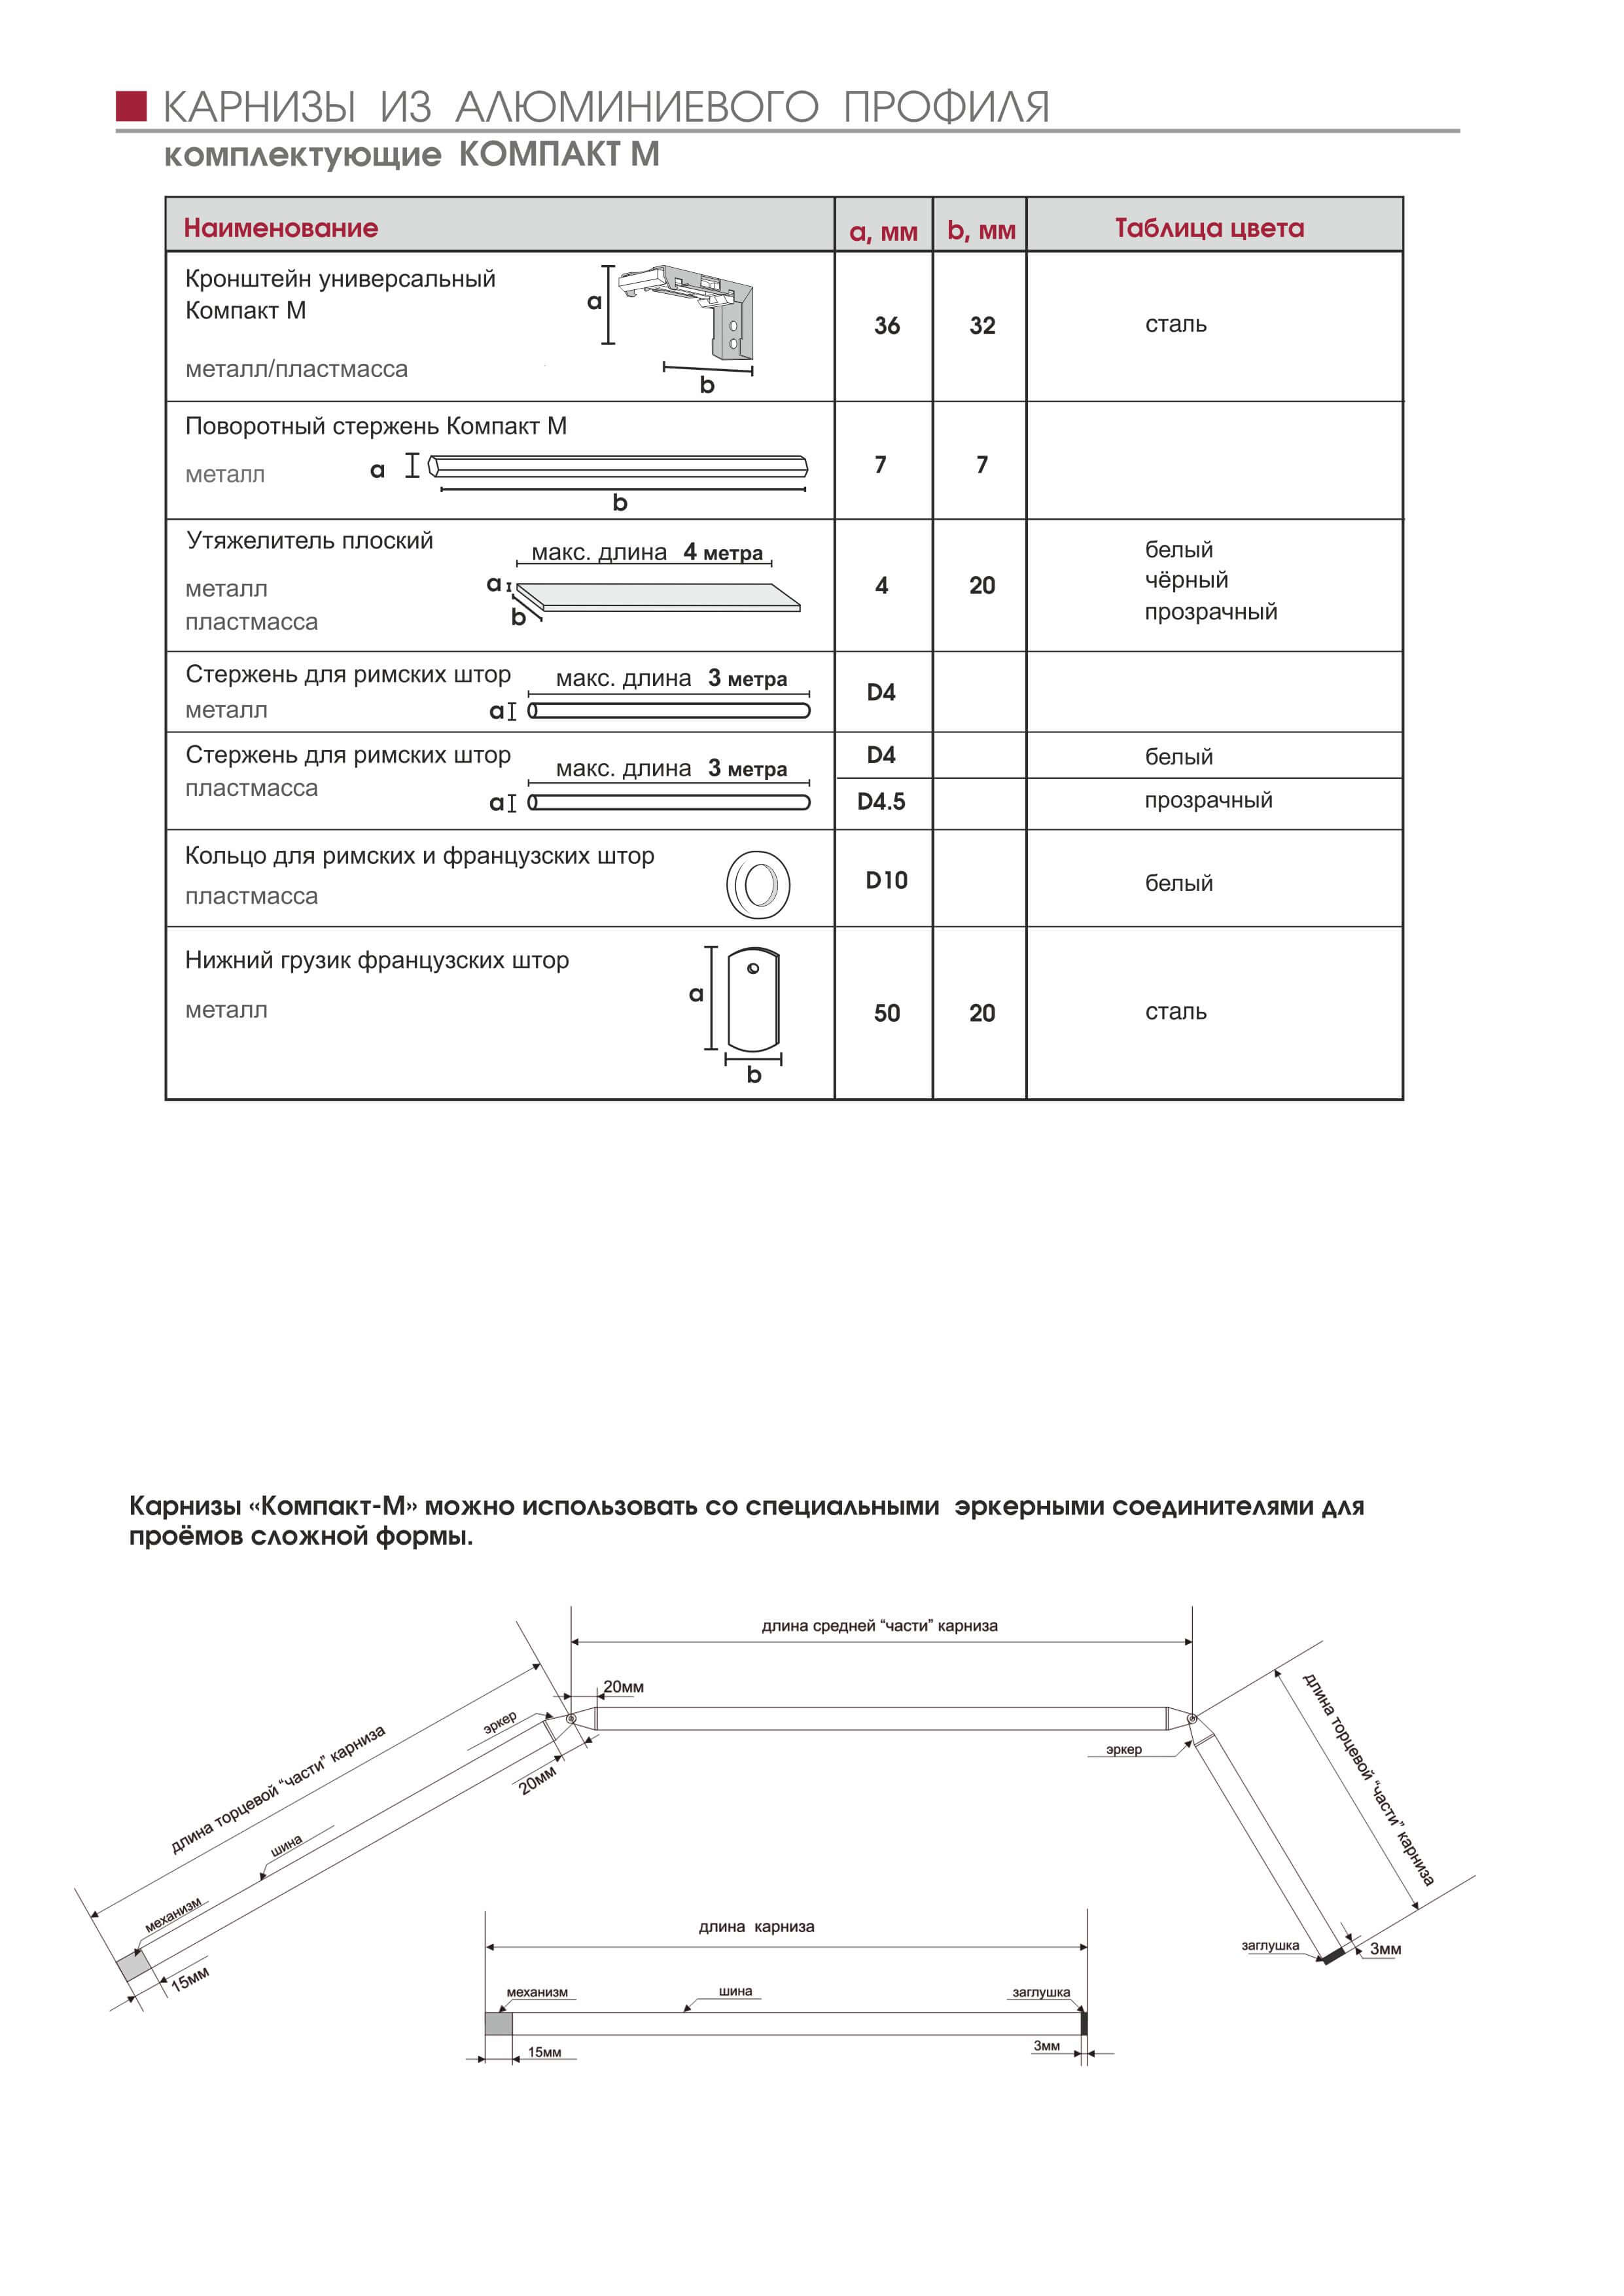 КАРНИЗЫ ИЗ АЛЮМИНИЕВОГО ПРОФИЛЯ
комплектующие КОМПАКТ М
Наименование
a, мм
b, мм
Таблица цвета
Кронштейн универсальный
Компакт М
металл/пластмасса
a
b
36
32
сталь
Поворотный стержень Компакт М
металл
a
b
7
7
Утяжелитель плоский
металл
пластмасса
макс. длина 4 метра
a
b
4
20
белый
чёрный
прозрачный
Стержень для римских штор
металл
макс. длина 3 метра
a
D4
Стержень для римских штор
пластмасса
макс. длина 3 метра
a
D4
белый
D4.5
прозрачный
Кольцо для римских и французских штор
пластмасса
D10
белый
Нижний грузик французских штор
металл
a
b
50
20
сталь
Карнизы «Компакт-М» можно использовать со специальными эркерными соединителями для
проёмов сложной формы.
длина средней “части” карниза
20мм
эркер
20мм
длина торцевой “части” карниза
шина
механизм
15мм
эркер
длина торцевой “части” карниза
заглушка
3мм
длина карниза
механизм
шина
заглушка
15мм
3мм